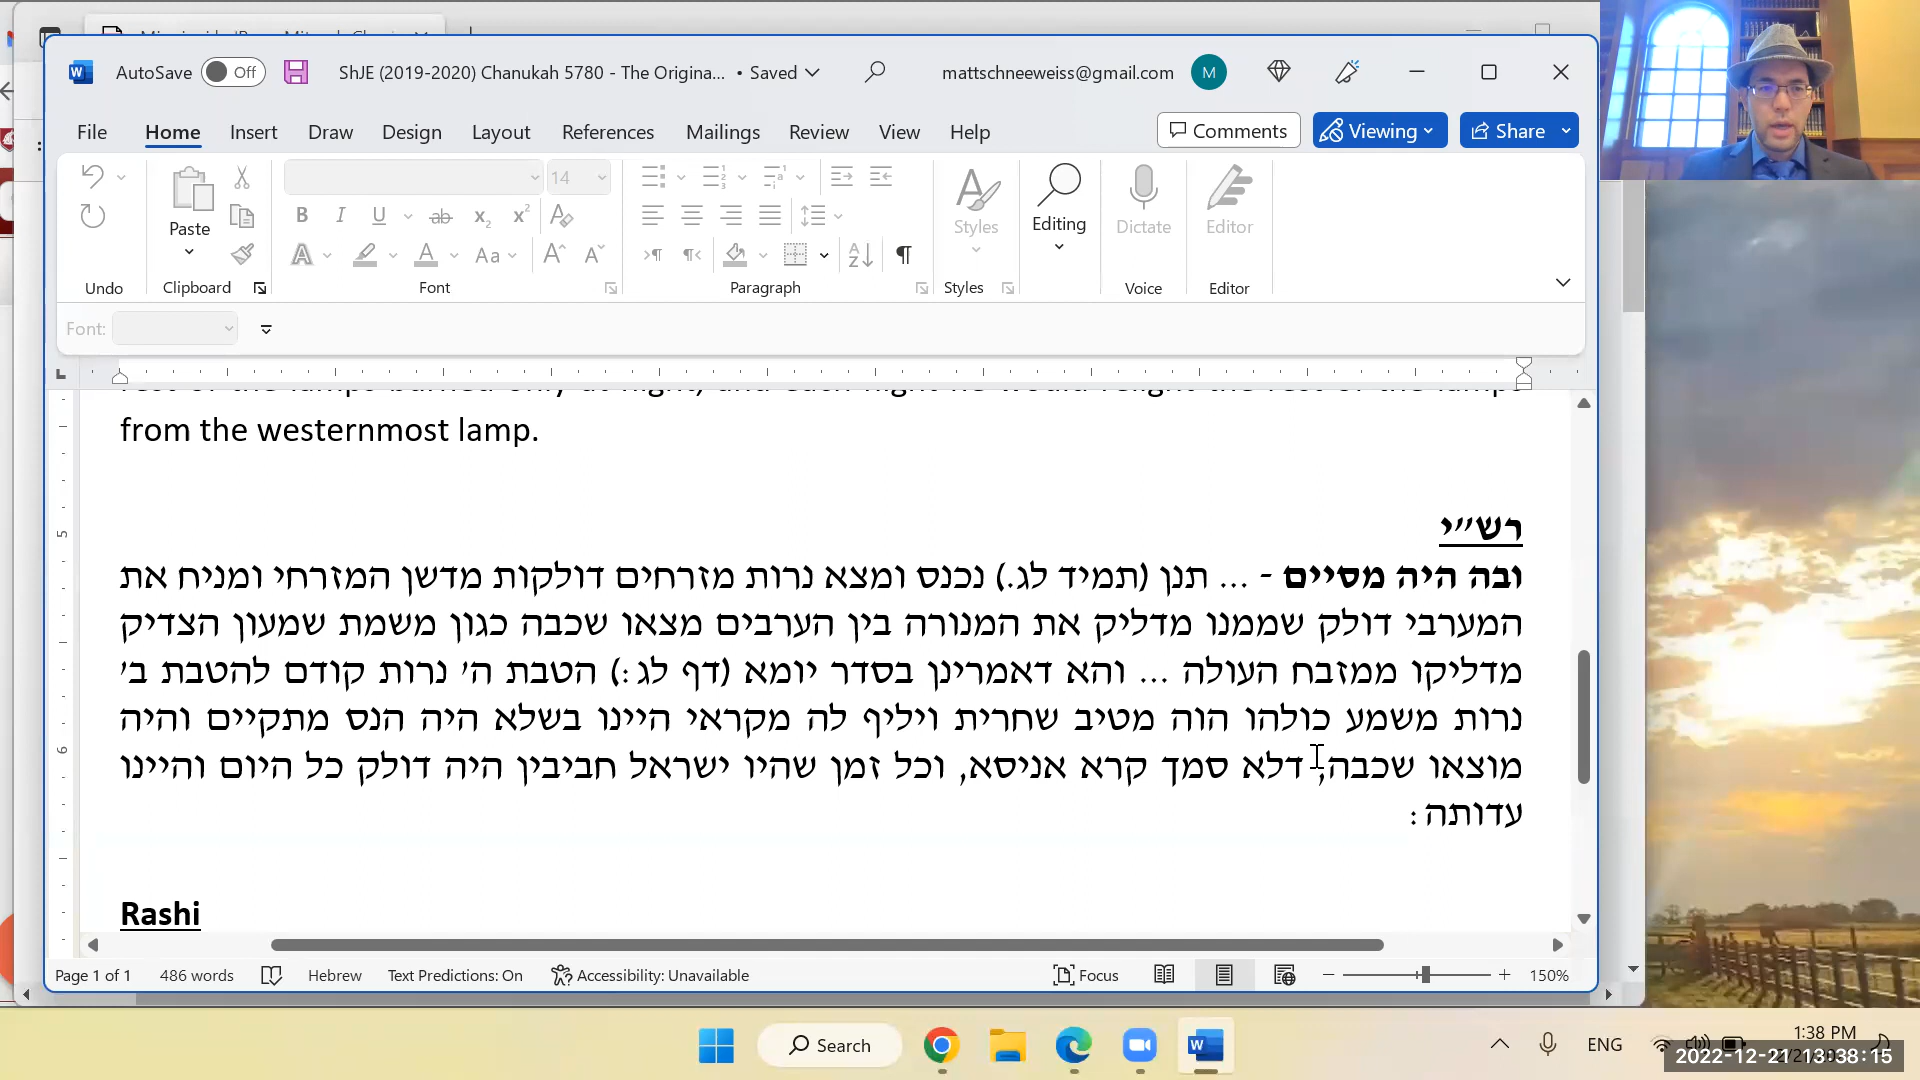 AutoSave Off ShJE (2019-2020) Chanukah 5780 - The Origina... • Saved mattschneeweiss@gmail.com M
File Home Insert Draw Design Layout References Mailings Review View Help Comments Viewing Share
14
Paste Styles Editing Dictate Editor
Undo Clipboard Font Paragraph Styles Voice Editor
Font:
from the westernmost lamp.
רש״י
ובה היה מסיים - ... תנן (תמיד לג.) נכנס ומצא נרות מזרחים דולקות מדשן המזרחי ומניח את
המערבי דולק שממנו מדליק את המנורה בין הערבים מצאו שכבה כגון משמת שמעון הצדיק
מדליקו ממזבח העולה ... והא דאמרינן בסדר יומא (דף לג:) הטבת ה׳ נרות קודם להטבת ב׳
נרות משמע כולהו הוה מטיב שחרית ויליף לה מקראי היינו בשלא היה הנס מתקיים והיה
מוצאו שכבה, דלא סמך קרא אניסא, וכל זמן שהיו ישראל חביבין היה דולק כל היום והיינו
עדותה:
Rashi
Page 1 of 1 486 words Hebrew Text Predictions: On Accessibility: Unavailable Focus 150%
Search ENG 1:38 PM
2022-12-21 13:38:15